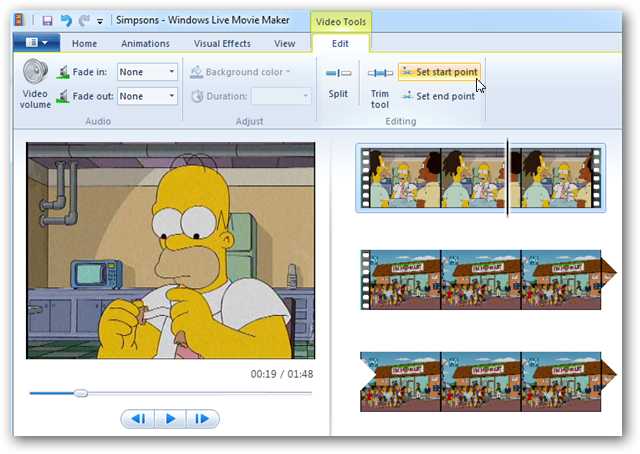 Simpsons - Windows Live Movie Maker
Video Tools
Home
Animations
Visual Effects
View
Edit
Video volume
Fade in:
None
Fade out:
None
Audio
Background color
Duration:
Adjust
Split
Trim tool
Set start point
Set end point
Editing
00:19 / 01:48